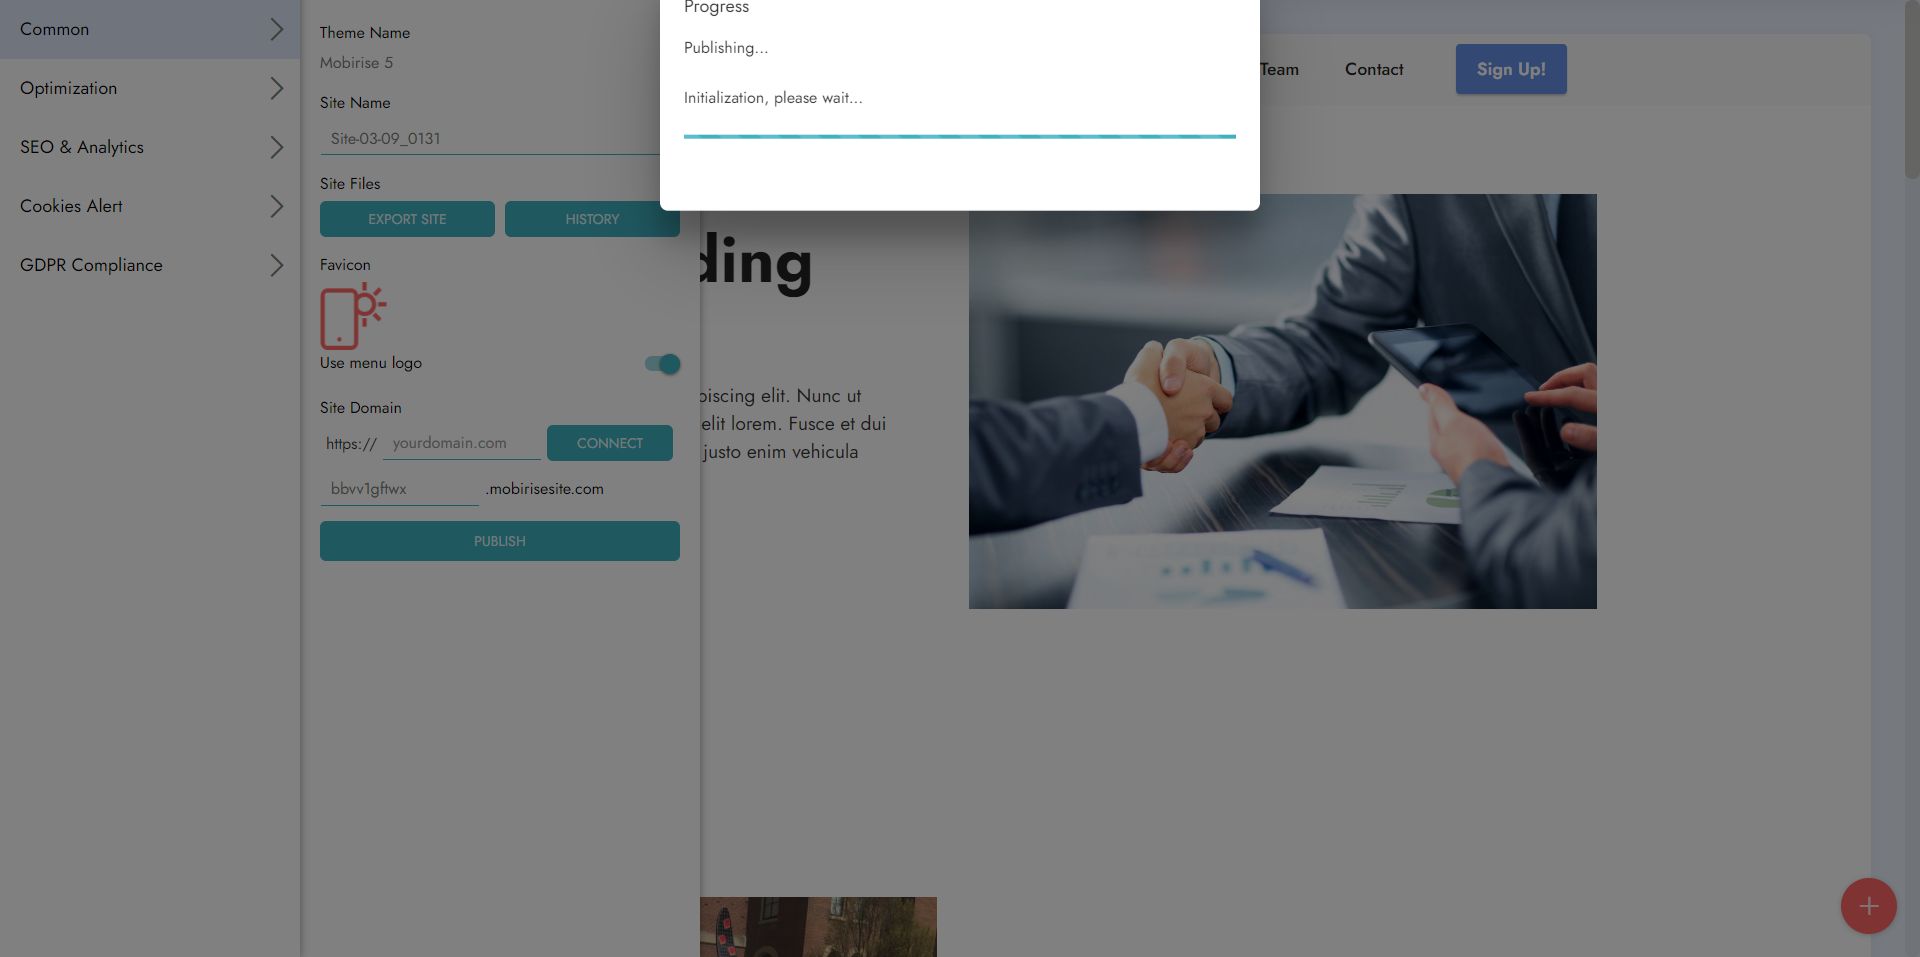 Common
Optimization
SEO & Analytics
Cookies Alert
GDPR Compliance
Theme Name
Mobirise 5
Site Name
Site-03-09_0131
Site Files
EXPORT SITE
HISTORY
Favicon
Use menu logo
Site Domain
https://
yourdomain.com
CONNECT
bbvv1gftwx
.mobirisesite.com
PUBLISH
Progress
Publishing...
Initialization, please wait...
Team
Contact
Sign Up!
ding
piscing elit. Nunc ut
elit lorem. Fusce et dui
justo enim vehicula